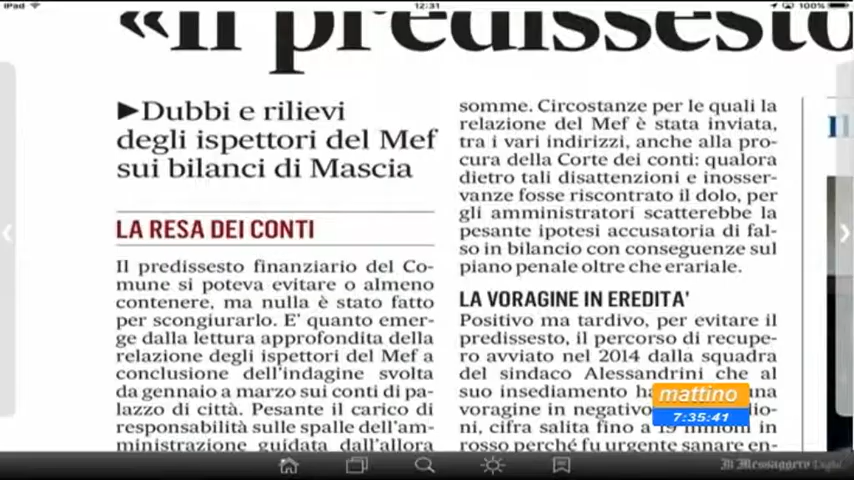 iPad
12:31
100%
«Il predissesto
►Dubbi e rilievi
degli ispettori del Mef
sui bilanci di Mascia
LA RESA DEI CONTI
Il predissesto finanziario del Co-
mune si poteva evitare o almeno
contenere, ma nulla è stato fatto
per scongiurarlo. E' quanto emer-
ge dalla lettura approfondita della
relazione degli ispettori del Mef a
conclusione dell'indagine svolta
da gennaio a marzo sui conti di pa-
lazzo di città. Pesante il carico di
responsabilità sulle spalle dell'am-
ministrazione guidata dall'allora
somme. Circostanze per le quali la
relazione del Mef è stata inviata,
tra i vari indirizzi, anche alla pro-
cura della Corte dei conti: qualora
dietro tali disattenzioni e inosser-
vanze fosse riscontrato il dolo, per
gli amministratori scatterebbe la
pesante ipotesi accusatoria di fal-
so in bilancio con conseguenze sul
piano penale oltre che erariale.
LA VORAGINE IN EREDITA'
Positivo ma tardivo, per evitare il
predissesto, il percorso di recupe-
ro avviato nel 2014 dalla squadra
del sindaco Alessandrini che al
suo insediamento una
voragine in negativo
ni, cifra salita fino a 19 milioni in
rosso perché fu urgente sanare en-
Il
mattino
7:35:41
Il Messaggero